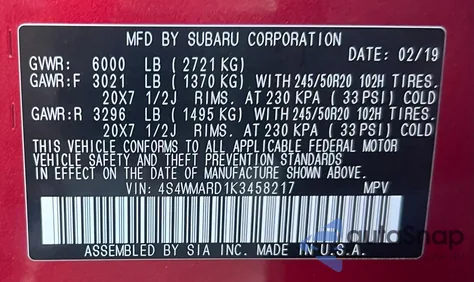 MFD BY SUBARU CORPORATION
DATE: 02/19
GVWR: 6000 LB (2721 KG)
GAWR:F 3021 LB (1370 KG) WITH 245/50R20 102H TIRES.
20X7 1/2J RIMS. AT 230 KPA (33 PSI) COLD
GAWR:R 3296 LB (1495 KG) WITH 245/50R20 102H TIRES.
20X7 1/2J RIMS. AT 230 KPA (33 PSI) COLD
THIS VEHICLE CONFORMS TO ALL APPLICABLE FEDERAL MOTOR
VEHICLE SAFETY AND THEFT PREVENTION STANDARDS
IN EFFECT ON THE DATE OF MANUFACTURE SHOWN ABOVE.
VIN: 4S4WMARD1K3458217 MPV
ASSEMBLED BY SIA INC. MADE IN U.S.A.
autoSnap